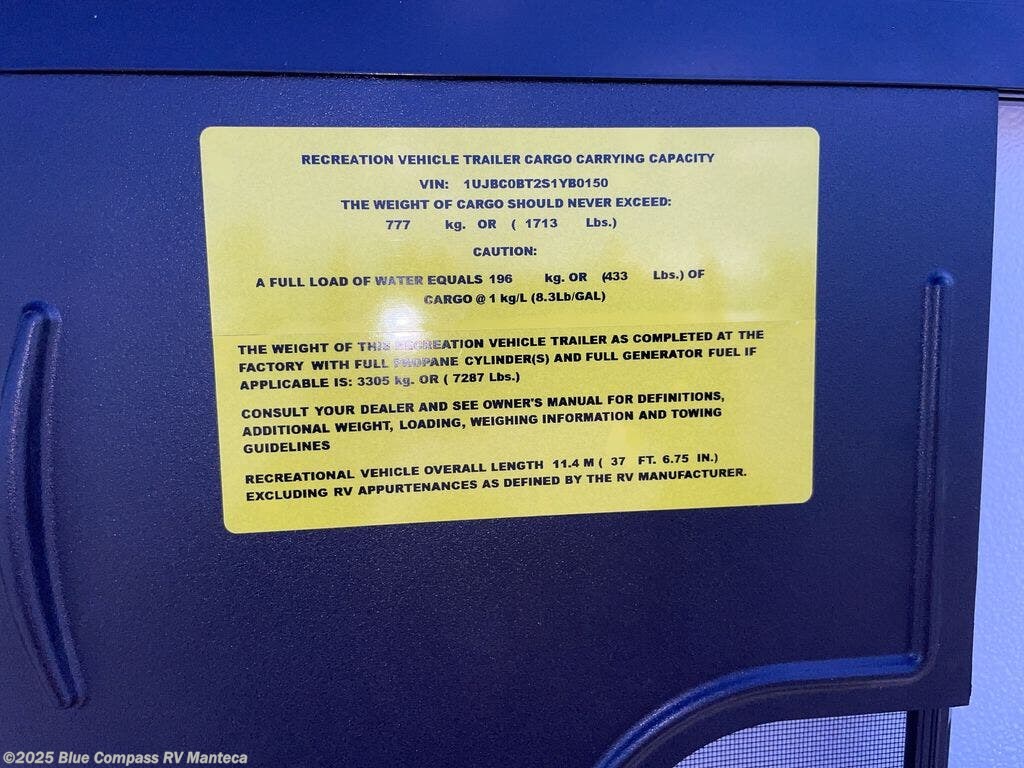 RECREATION VEHICLE TRAILER CARGO CARRYING CAPACITY
VIN: 1UJBC0BT2S1YB0150
THE WEIGHT OF CARGO SHOULD NEVER EXCEED:
777 kg. OR ( 1713 Lbs.)
CAUTION:
A FULL LOAD OF WATER EQUALS 196 kg. OR (433 Lbs.) OF
CARGO @ 1 kg/L (8.3Lb/GAL)
THE WEIGHT OF THIS RECREATION VEHICLE TRAILER AS COMPLETED AT THE
FACTORY WITH FULL PROPANE CYLINDER(S) AND FULL GENERATOR FUEL IF
APPLICABLE IS: 3305 kg. OR ( 7287 Lbs.)
CONSULT YOUR DEALER AND SEE OWNER'S MANUAL FOR DEFINITIONS,
ADDITIONAL WEIGHT, LOADING, WEIGHING INFORMATION AND TOWING
GUIDELINES
RECREATIONAL VEHICLE OVERALL LENGTH 11.4 M ( 37 FT. 6.75 IN.)
EXCLUDING RV APPURTENANCES AS DEFINED BY THE RV MANUFACTURER.
©2025 Blue Compass RV Manteca